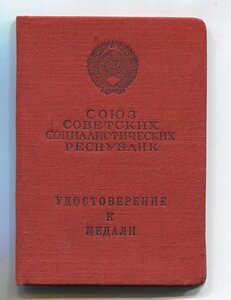 СОЮЗ
СОВЕТСКИХ
СОЦИАЛИСТИЧЕСКИХ
РЕСПУБЛИК
УДОСТОВЕРЕНИЕ
К
МЕДАЛИ